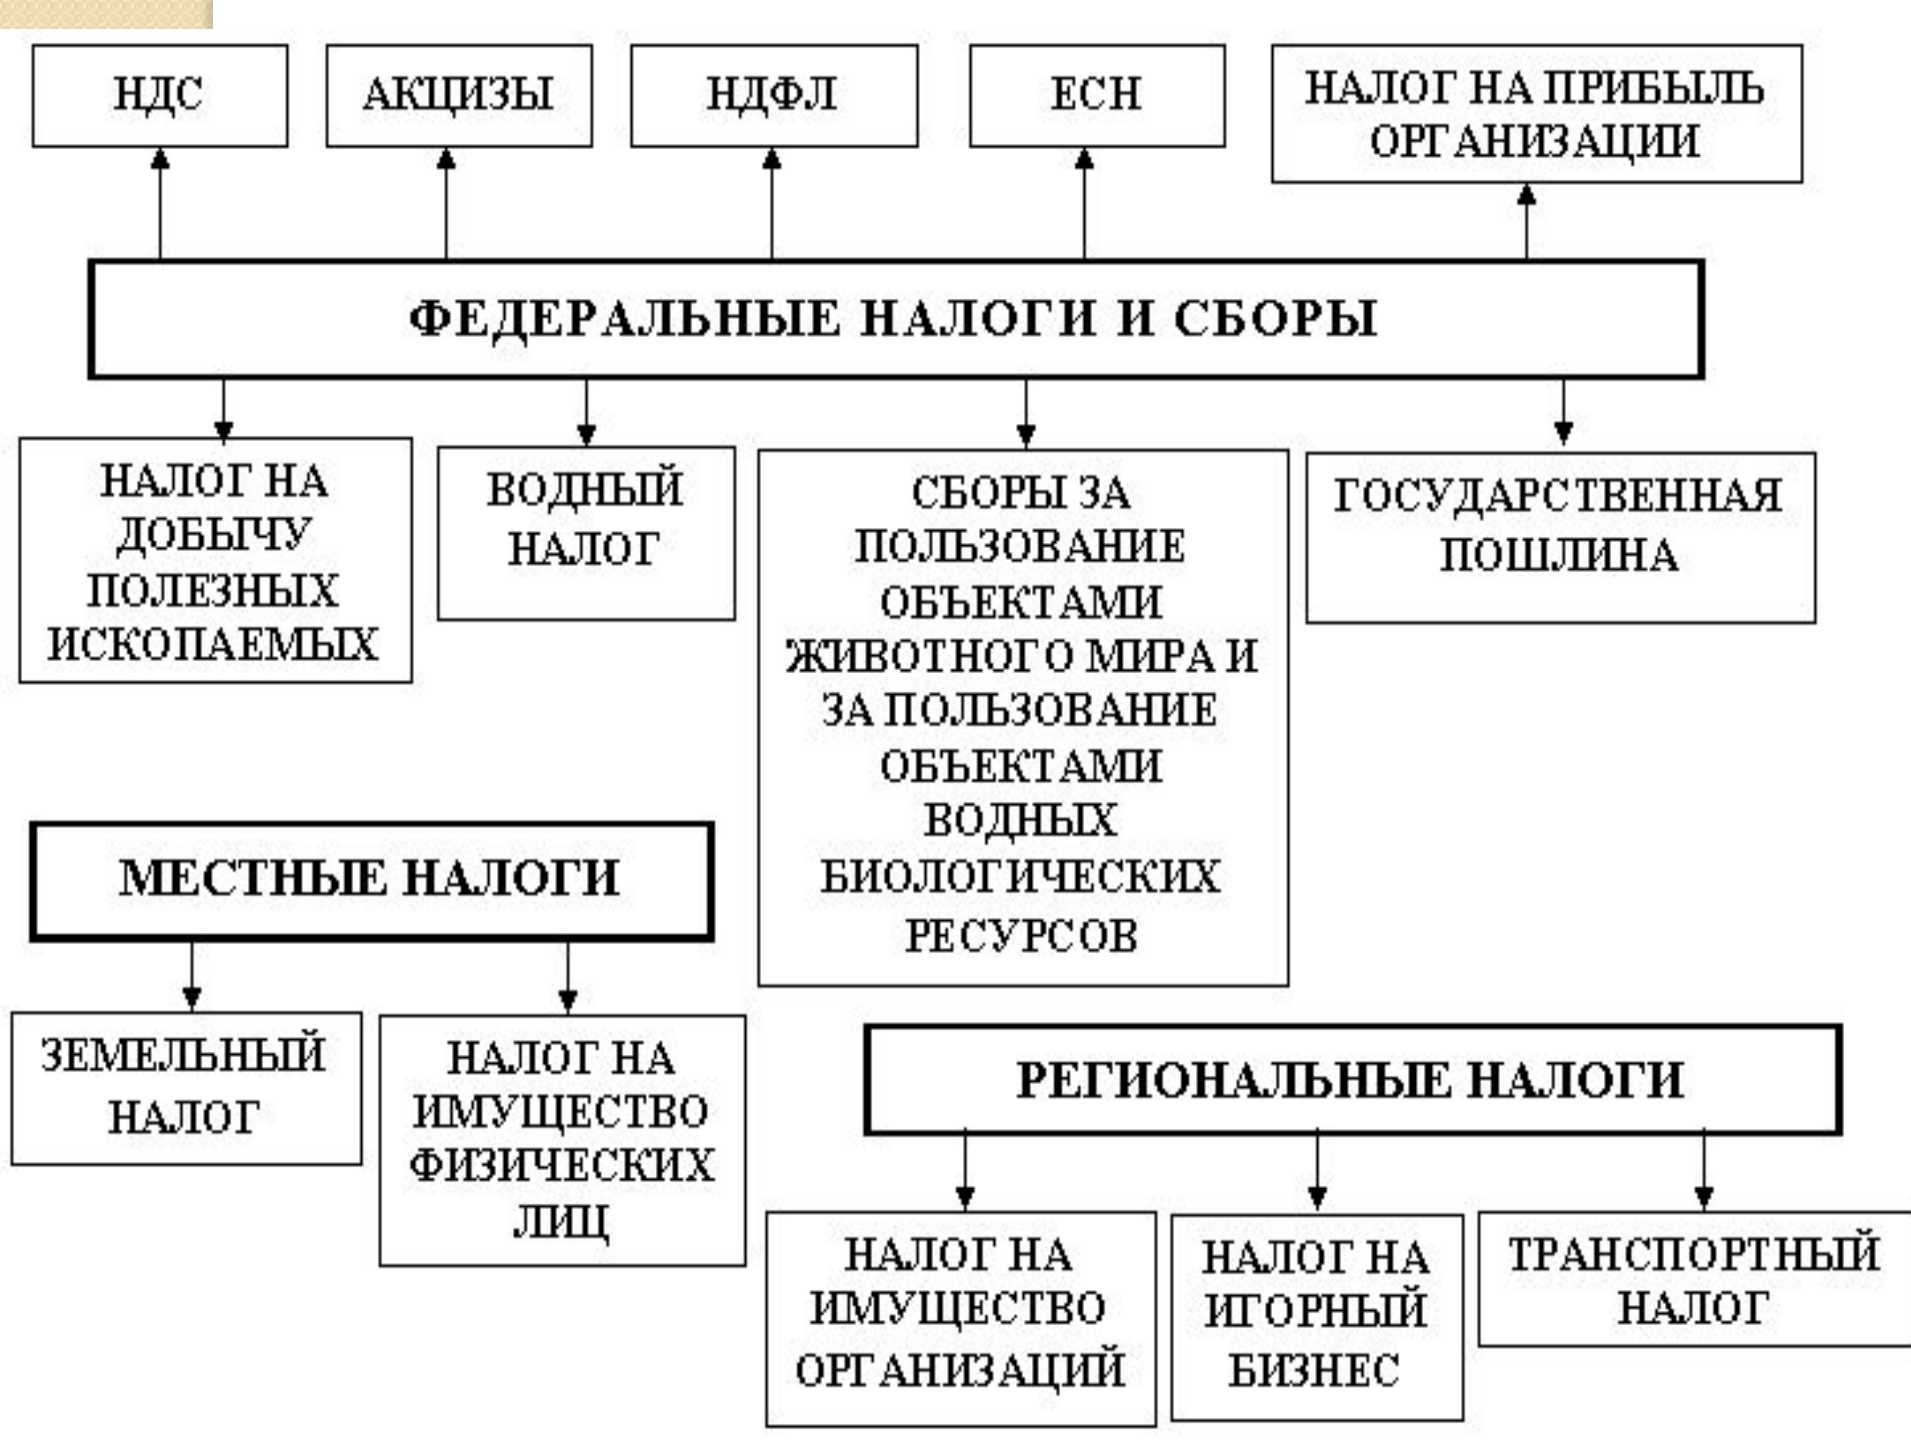 НДС
АКЦИЗЫ
НДФЛ
ЕСН
НАЛОГ НА ПРИБЫЛЬ
ОРГАНИЗАЦИИ
ФЕДЕРАЛЬНЫЕ НАЛОГИ И СБОРЫ
НАЛОГ НА
ДОБЫЧУ
ПОЛЕЗНЫХ
ИСКОПАЕМЫХ
ВОДНЫЙ
НАЛОГ
СБОРЫ ЗА
ПОЛЬЗОВАНИЕ
ОБЪЕКТАМИ
ЖИВОТНОГО МИРА И
ЗА ПОЛЬЗОВАНИЕ
ОБЪЕКТАМИ
ВОДНЫХ
БИОЛОГИЧЕСКИХ
РЕСУРСОВ
ГОСУДАРСТВЕННАЯ
ПОШЛИНА
МЕСТНЫЕ НАЛОГИ
ЗЕМЕЛЬНЫЙ
НАЛОГ
НАЛОГ НА
ИМУЩЕСТВО
ФИЗИЧЕСКИХ
ЛИЦ
РЕГИОНАЛЬНЫЕ НАЛОГИ
НАЛОГ НА
ИМУЩЕСТВО
ОРГАНИЗАЦИЙ
НАЛОГ НА
ИГОРНЫЙ
БИЗНЕС
ТРАНСПОРТНЫЙ
НАЛОГ